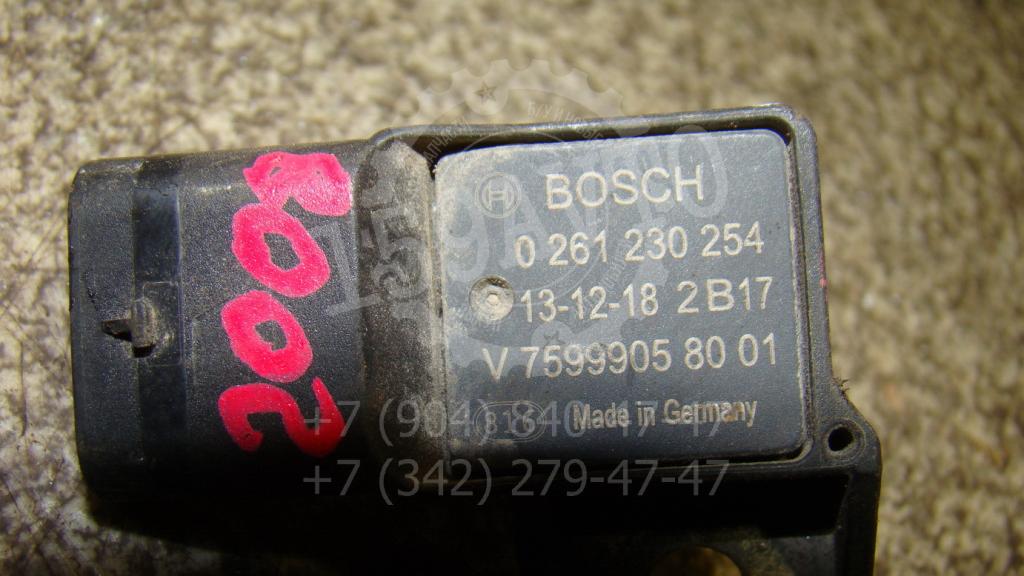 BOSCH
0 261 230 254
13-12-18 2B17
V 7599905 80 01
Made in Germany
159AVTO
+7 (904) 840-47-47
+7 (342) 279-47-47